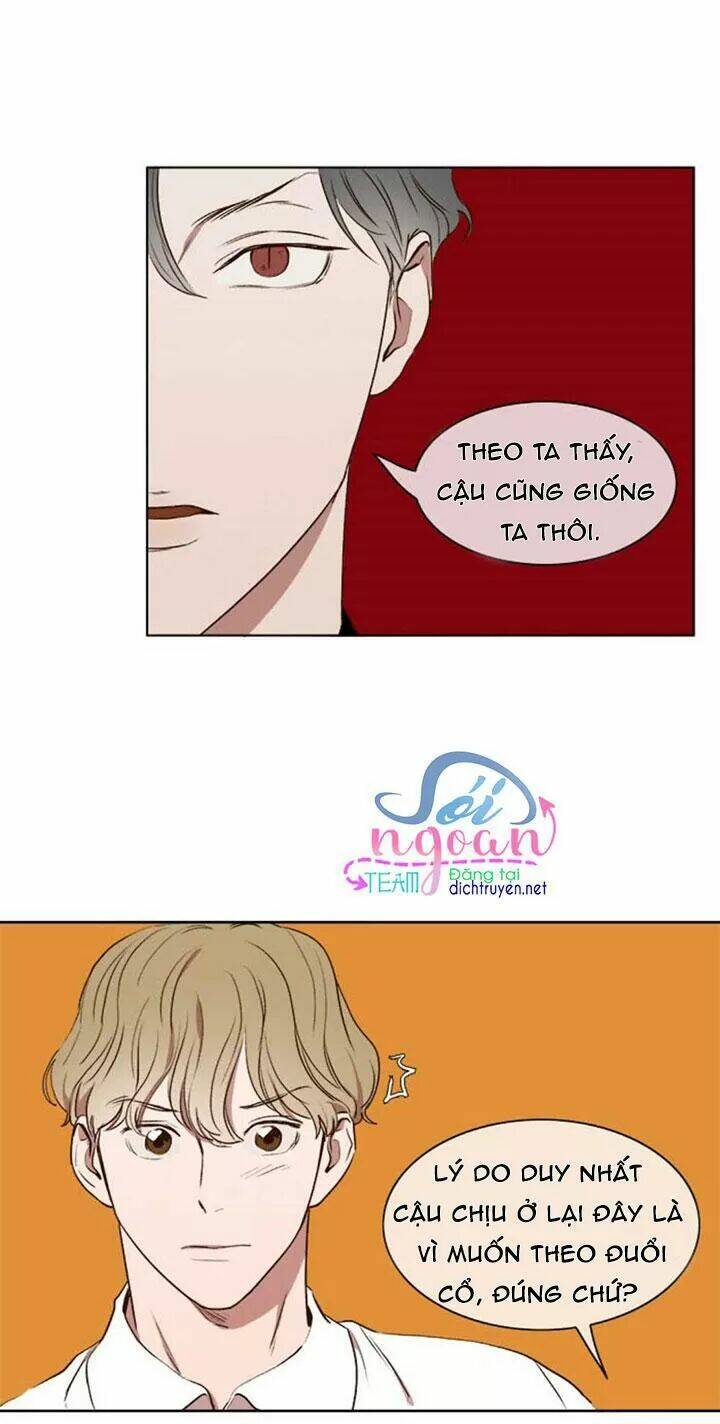 THEO TA THẤY,
CẬU CŨNG GIỐNG
TA THÔI.
Sói
ngoan
TEAM
Đăng tại
dichtruyen.net
LÝ DO DUY NHẤT
CẬU CHỊU Ở LẠI ĐÂY LÀ
VÌ MUỐN THEO ĐUỔI
CỔ, ĐÚNG CHỨ?